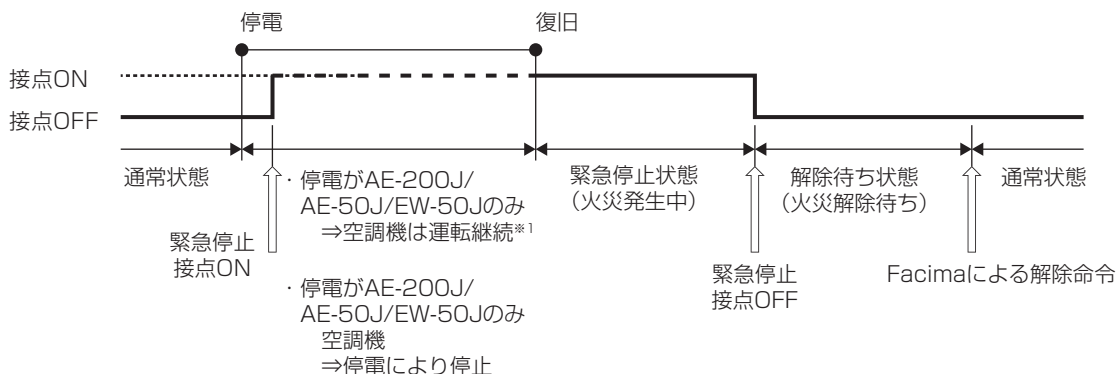 停電
復旧
接点ON
接点OFF
通常状態
緊急停止
接点ON
・停電がAE-200J/
AE-50J/EW-50Jのみ
⇒空調機は運転継続※1
・停電がAE-200J/
AE-50J/EW-50Jのみ
空調機
⇒停電により停止
緊急停止状態
(火災発生中)
緊急停止
接点OFF
解除待ち状態
(火災解除待ち)
Facimaによる解除命令
通常状態